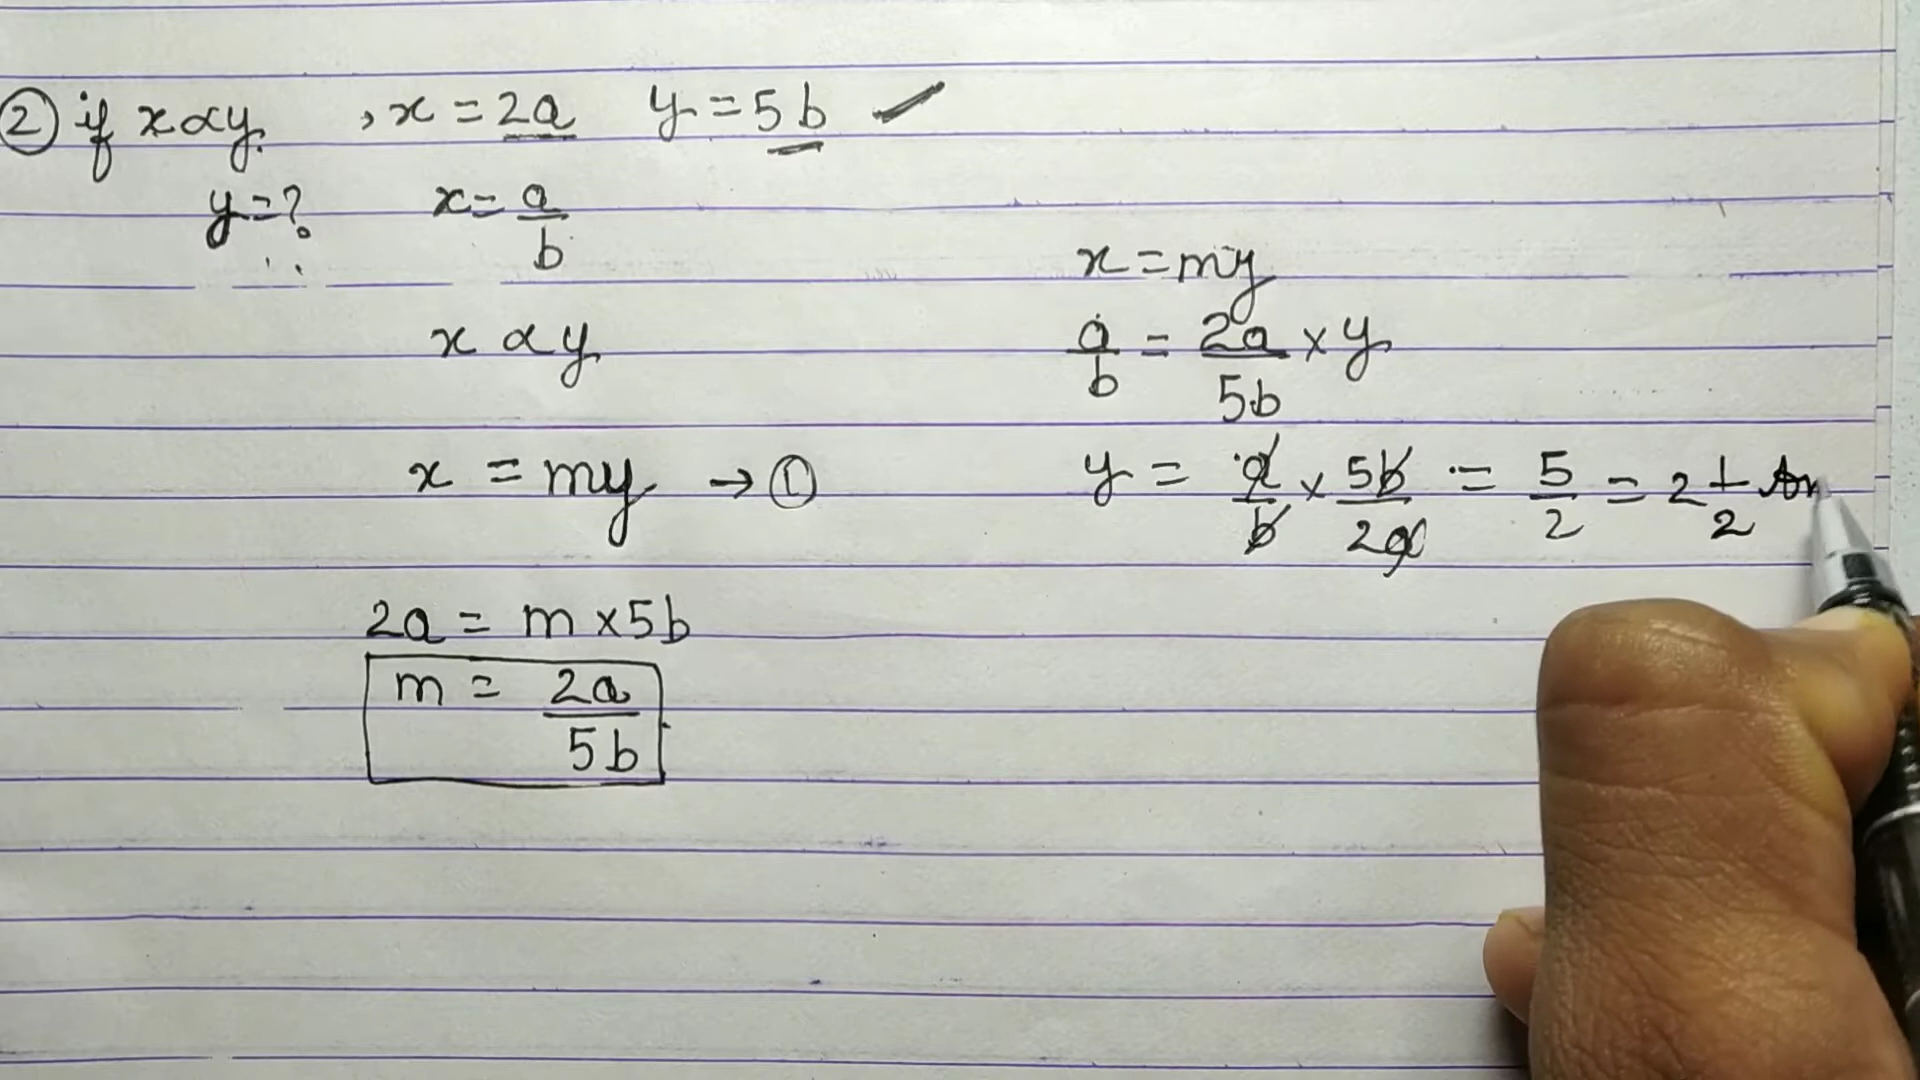 ② if x ∝ y , x = 2a y = 5b ✓
y = ? x = a/b
x ∝ y
x = my → ①
2a = m × 5b
m = 2a/5b
x = my
a/b = 2a/5b × y
y = a/b × 5b/2a = 5/2 = 2 1/2 An